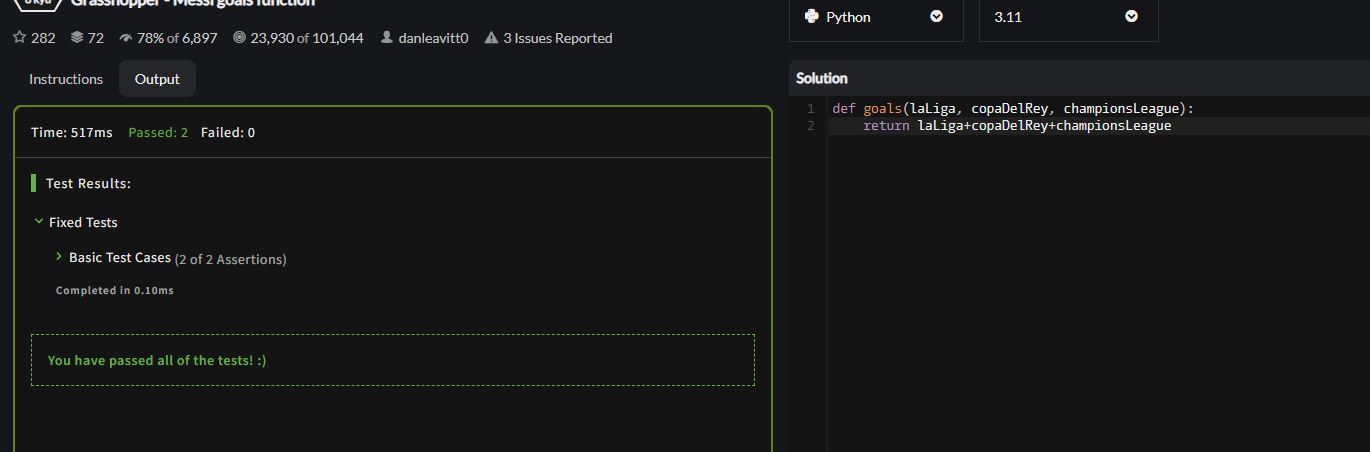 8 kyu
Grasshopper - Messi goals function
282 72 78% of 6,897 23,930 of 101,044 danleavitt0 3 Issues Reported
Instructions Output
Time: 517ms Passed: 2 Failed: 0
Test Results:
Fixed Tests
Basic Test Cases (2 of 2 Assertions)
Completed in 0.10ms
You have passed all of the tests! :)
Python 3.11
Solution
1 def goals(laLiga, copaDelRey, championsLeague):
2 return laLiga+copaDelRey+championsLeague